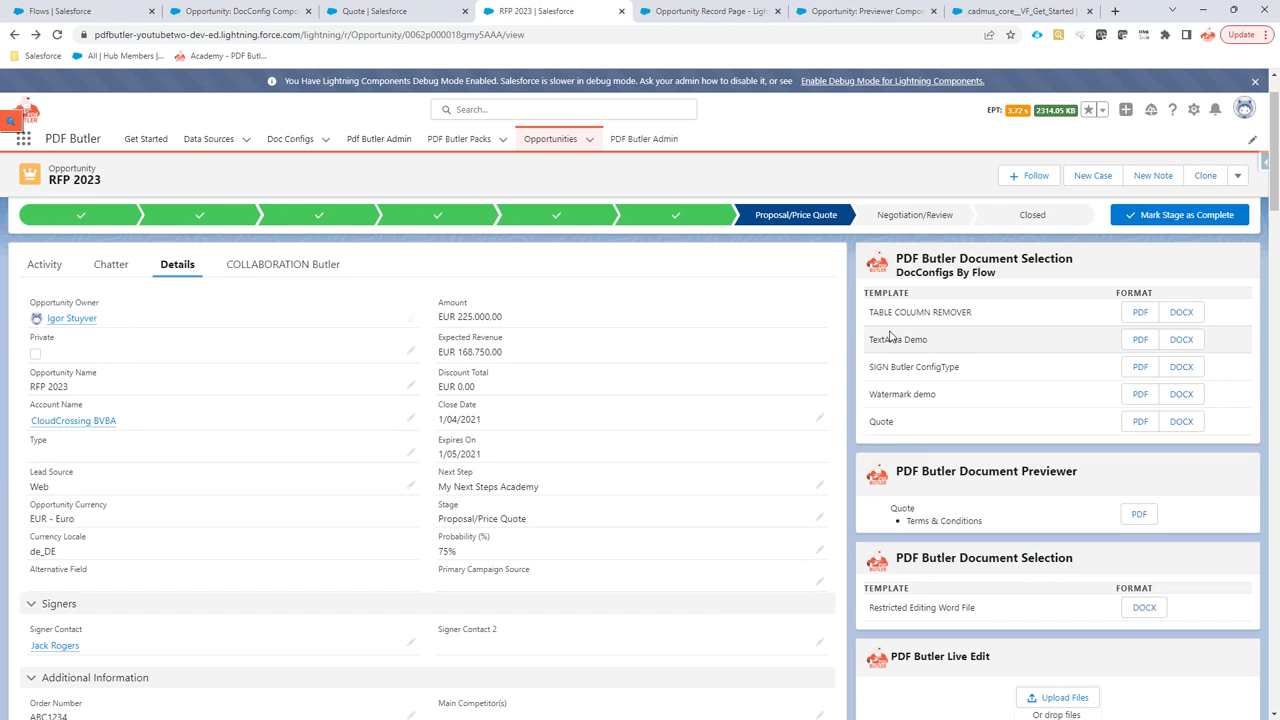 Flows | Salesforce
Opportunity: DocConfig Compo
Quote | Salesforce
RFP 2023 | Salesforce
Opportunity Record Page - Light
Opportunity: Previewer Compon
cadmus_core__VF_Get_Started |
pdfbutler-youtubetwo-dev-ed.lightning.force.com/lightning/r/Opportunity/0062p000018gmy5AAA/view
Update
Salesforce
All | Hub Members |...
Academy - PDF Butl...
You Have Lightning Components Debug Mode Enabled. Salesforce is slower in debug mode. Ask your admin how to disable it, or see Enable Debug Mode for Lightning Components.
Search...
EPT: 3.72 s 2314.05 KB
PDF Butler
Get Started
Data Sources
Doc Configs
Pdf Butler Admin
PDF Butler Packs
Opportunities
PDF Butler Admin
Opportunity
RFP 2023
Follow
New Case
New Note
Clone
Proposal/Price Quote
Negotiation/Review
Closed
Mark Stage as Complete
Activity
Chatter
Details
COLLABORATION Butler
Opportunity Owner
Igor Stuyver
Private
Opportunity Name
RFP 2023
Account Name
CloudCrossing BVBA
Type
Lead Source
Web
Opportunity Currency
EUR - Euro
Currency Locale
de_DE
Alternative Field
Amount
EUR 225.000,00
Expected Revenue
EUR 168.750,00
Discount Total
EUR 0,00
Close Date
1/04/2021
Expires On
1/05/2021
Next Step
My Next Steps Academy
Stage
Proposal/Price Quote
Probability (%)
75%
Primary Campaign Source
Signers
Signer Contact
Jack Rogers
Signer Contact 2
Additional Information
Order Number
ABC1234
Main Competitor(s)
PDF Butler Document Selection
DocConfigs By Flow
TEMPLATE FORMAT
TABLE COLUMN REMOVER PDF DOCX
TextArea Demo PDF DOCX
SIGN Butler ConfigType PDF DOCX
Watermark demo PDF DOCX
Quote PDF DOCX
PDF Butler Document Previewer
Quote
• Terms & Conditions
PDF
PDF Butler Document Selection
TEMPLATE FORMAT
Restricted Editing Word File DOCX
PDF Butler Live Edit
Upload Files
Or drop files